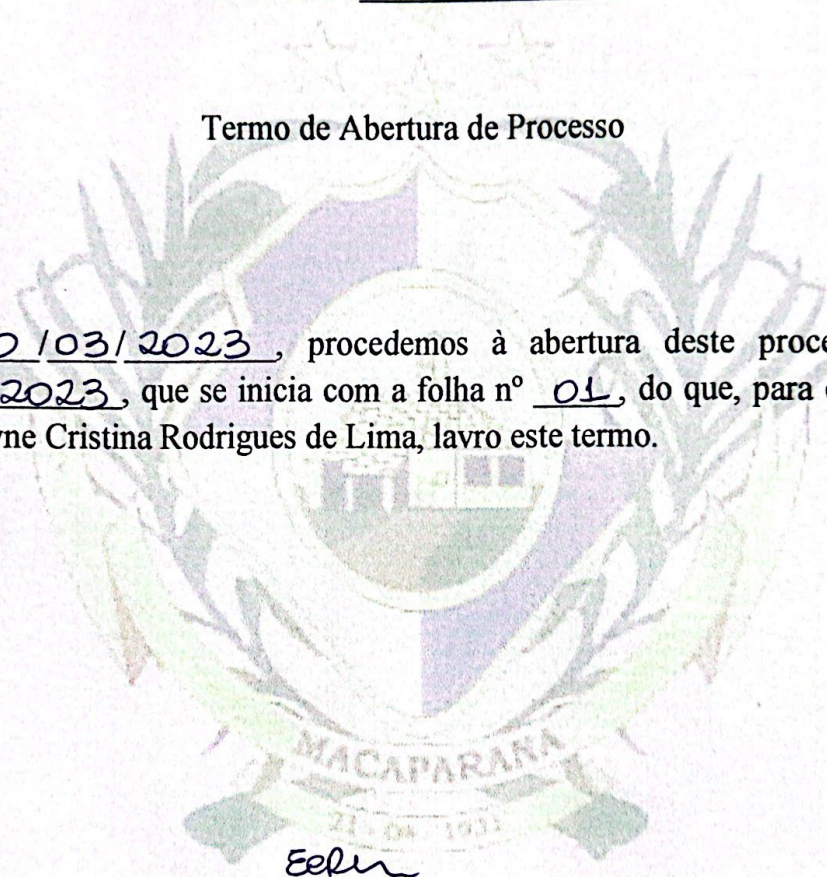 Termo de Abertura de Processo
/03/2023, procedemos à abertura deste
2023, que se inicia com a folha nº 01, do que, para
Cristina Rodrigues de Lima, lavro este termo.
MACAPARANA